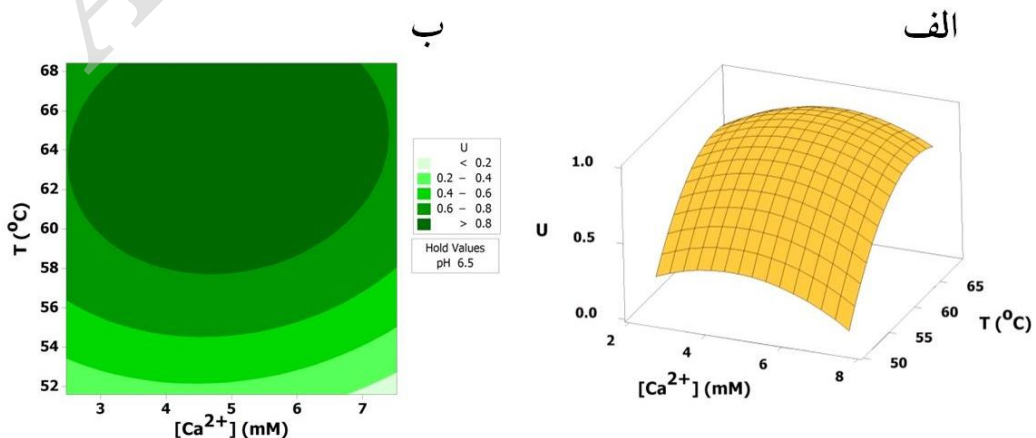 ب
68
66
64
62
60
58
56
54
52
T (⁰C)
3 4 5 6 7
[Ca²⁺] (mM)
U
< 0.2
0.2 – 0.4
0.4 – 0.6
0.6 – 0.8
> 0.8
Hold Values
pH 6.5
الف
1.0
0.5
0.0
U
2 4 6 8
[Ca²⁺] (mM)
65
60
55
50
T (⁰C)